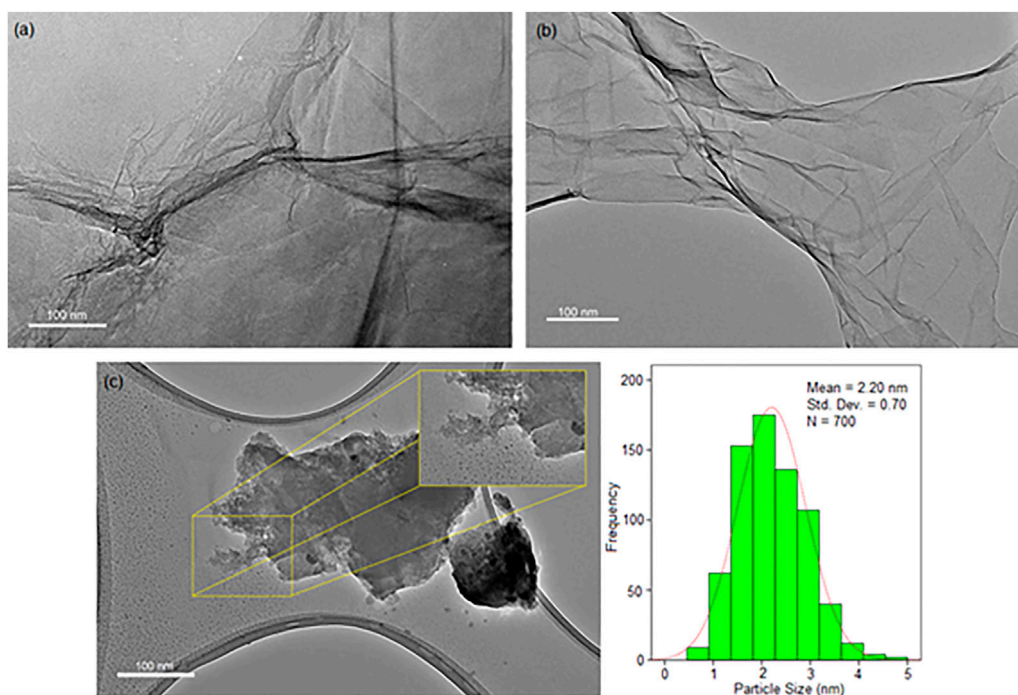 (a)
100 nm
(b)
100 nm
(c)
100 nm
Mean = 2.20 nm
Std. Dev. = 0.70
N = 700
200
150
100
50
0
Frequency
0 1 2 3 4 5
Particle Size (nm)